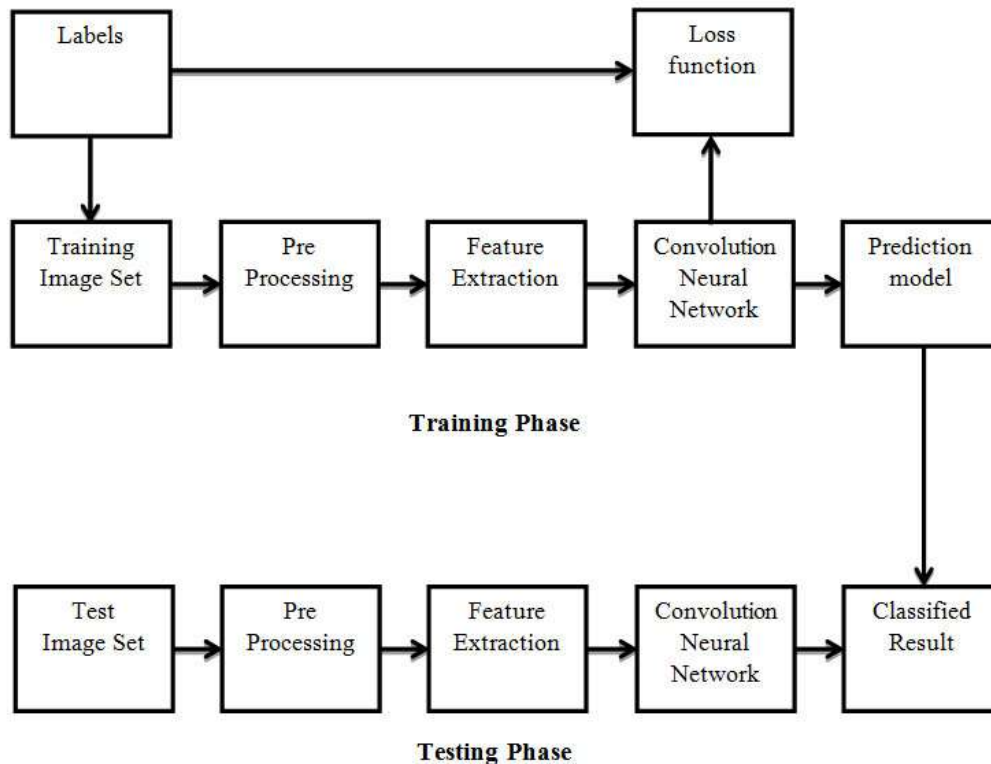 Labels
Loss
function
Training
Image Set
Pre
Processing
Feature
Extraction
Convolution
Neural
Network
Prediction
model
Training Phase
Test
Image Set
Pre
Processing
Feature
Extraction
Convolution
Neural
Network
Classified
Result
Testing Phase